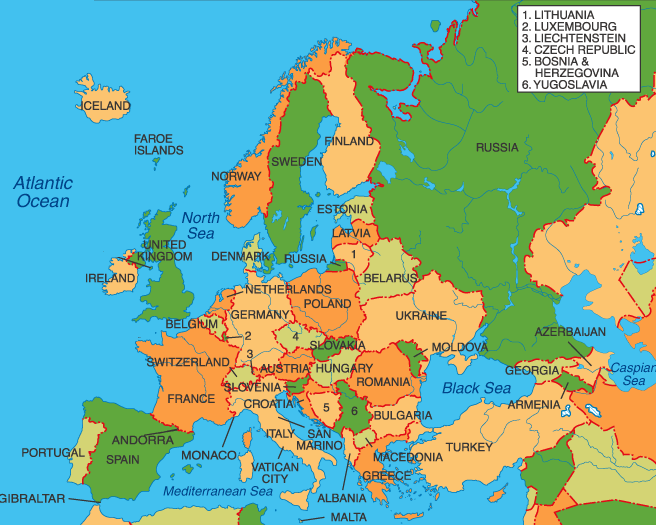 1. LITHUANIA
2. LUXEMBOURG
3. LIECHTENSTEIN
4. CZECH REPUBLIC
5. BOSNIA &
HERZEGOVINA
6. YUGOSLAVIA
ICELAND
FAROE
ISLANDS
FINLAND
RUSSIA
SWEDEN
NORWAY
Atlantic
Ocean
ESTONIA
North
Sea
LATVIA
UNITED
KINGDOM
DENMARK
RUSSIA
1
IRELAND
BELARUS
NETHERLANDS
POLAND
GERMANY
UKRAINE
BELGIUM
2
4
AZERBAIJAN
SLOVAKIA
MOLDOVA
3
SWITZERLAND
AUSTRIA
HUNGARY
GEORGIA
Caspian
Sea
ROMANIA
SLOVENIA
Black Sea
FRANCE
CROATIA
5
6
ARMENIA
BULGARIA
ITALY
SAN
MARINO
ANDORRA
TURKEY
PORTUGAL
SPAIN
MONACO
MACEDONIA
VATICAN
CITY
GREECE
Mediterranean Sea
GIBRALTAR
ALBANIA
MALTA